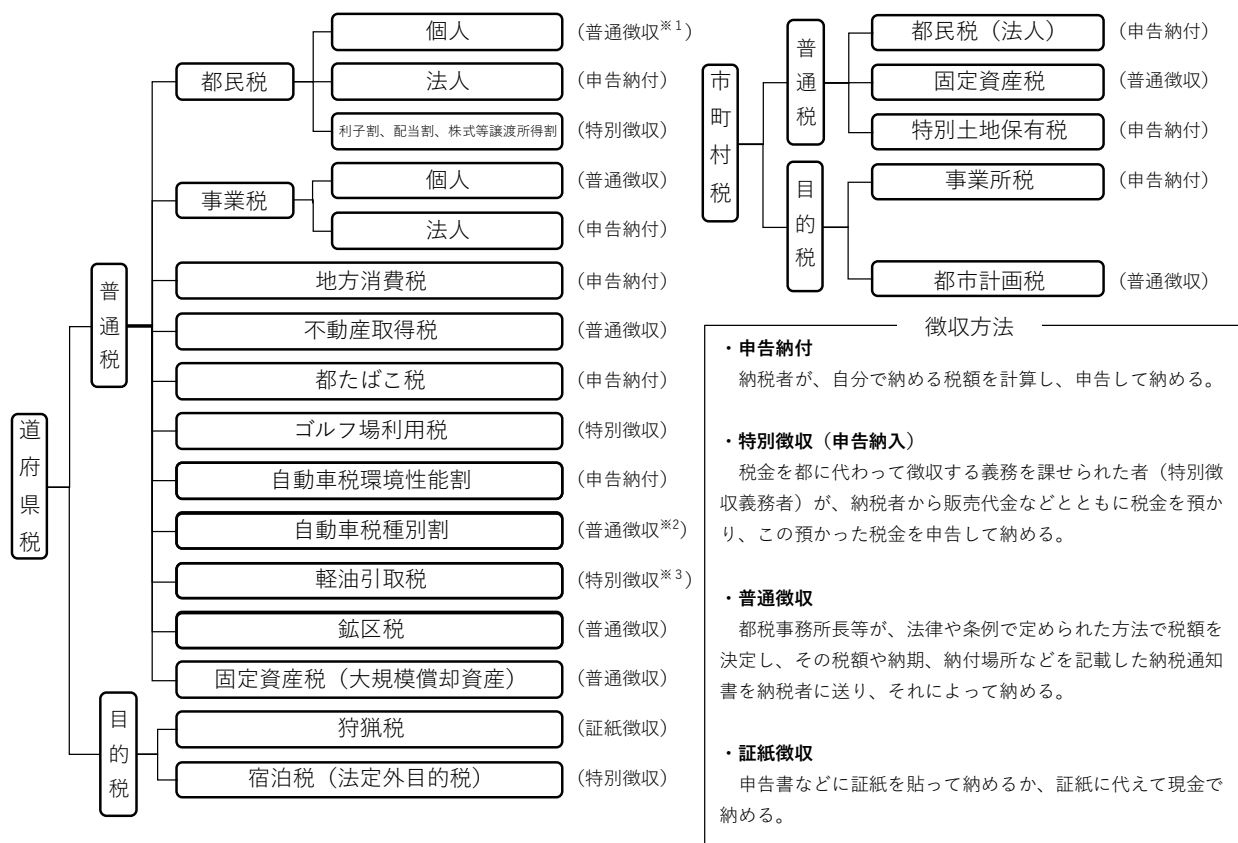 道府県税
普通税
都民税
個人
(普通徴収※1)
法人
(申告納付)
利子割、配当割、株式等譲渡所得割
(特別徴収)
事業税
個人
(普通徴収)
法人
(申告納付)
地方消費税
(申告納付)
不動産取得税
(普通徴収)
都たばこ税
(申告納付)
ゴルフ場利用税
(特別徴収)
自動車税環境性能割
(申告納付)
自動車税種別割
(普通徴収※2)
軽油引取税
(特別徴収※3)
鉱区税
(普通徴収)
固定資産税（大規模償却資産）
(普通徴収)
目的税
狩猟税
(証紙徴収)
宿泊税（法定外目的税）
(特別徴収)
市町村税
普通税
都民税（法人）
(申告納付)
固定資産税
(普通徴収)
特別土地保有税
(申告納付)
目的税
事業所税
(申告納付)
都市計画税
(普通徴収)
徴収方法
・申告納付
納税者が、自分で納める税額を計算し、申告して納める。
・特別徴収（申告納入）
税金を都に代わって徴収する義務を課せられた者（特別徴
収義務者）が、納税者から販売代金などとともに税金を預か
り、この預かった税金を申告して納める。
・普通徴収
都税事務所長等が、法律や条例で定められた方法で税額を
決定し、その税額や納期、納付場所などを記載した納税通知
書を納税者に送り、それによって納める。
・証紙徴収
申告書などに証紙を貼って納めるか、証紙に代えて現金で
納める。